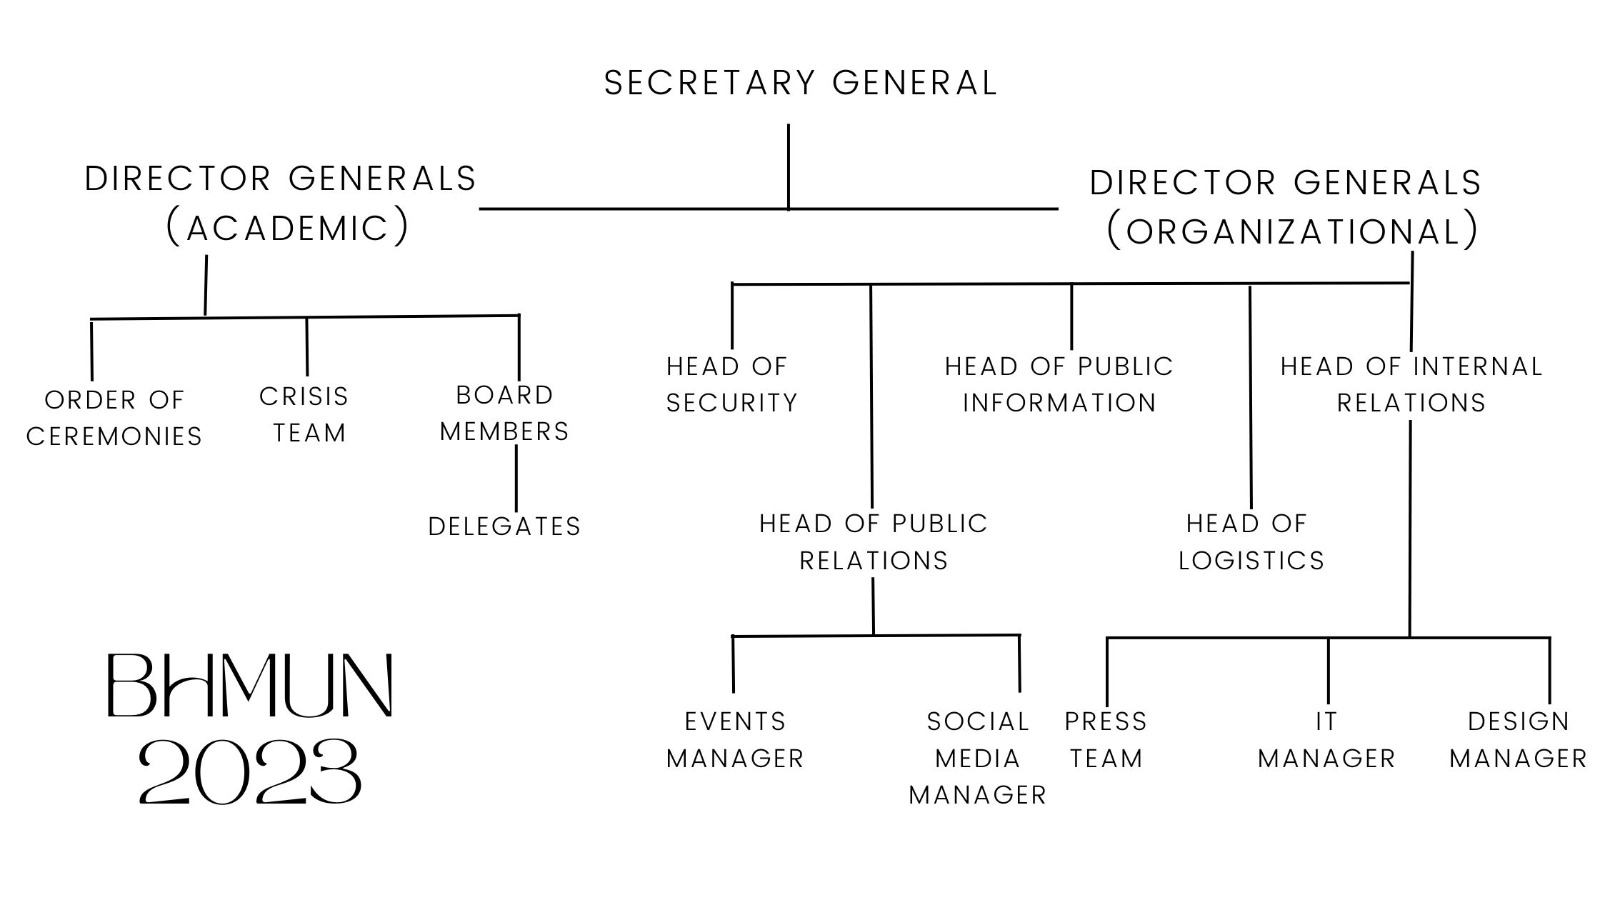 SECRETARY GENERAL
DIRECTOR GENERALS
(ACADEMIC)
DIRECTOR GENERALS
(ORGANIZATIONAL)
ORDER OF
CEREMONIES
CRISIS
TEAM
BOARD
MEMBERS
DELEGATES
HEAD OF
SECURITY
HEAD OF PUBLIC
INFORMATION
HEAD OF INTERNAL
RELATIONS
HEAD OF PUBLIC
RELATIONS
HEAD OF
LOGISTICS
EVENTS
MANAGER
SOCIAL
MEDIA
MANAGER
PRESS
TEAM
IT
MANAGER
DESIGN
MANAGER
BHMUN
2023